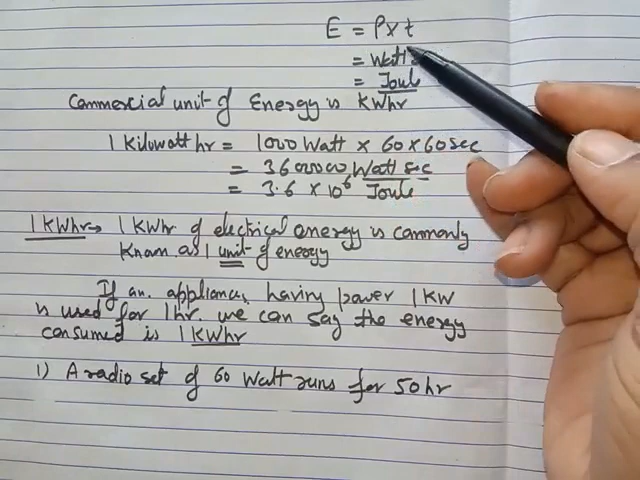 E = P x t
= Watt s
= Joule
Commercial unit of Energy is KWhr
1 Kilowatt hr = 1000 Watt x 60 x 60 sec
= 3600000 Watt sec
= 3.6 x 10⁶ Joule
1 KWhr → 1 KWhr of electrical energy is commonly
Known as 1 unit of energy
If an appliances having power 1 KW
is used for 1 hr. we can say the energy
consumed is 1 KWhr
1) A radio set of 60 Watt runs for 50 hr